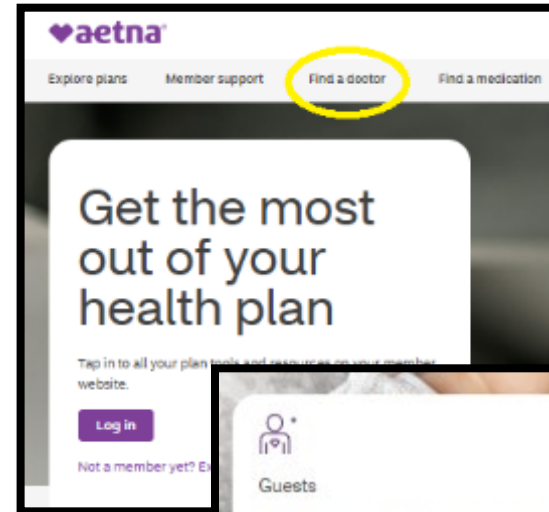 aetna
Explore plans Member support Find a doctor Find a medication
Get the most
out of your
health plan
Tap in to all your plan tools and resources on your member
website.
Log in
Not a member yet? Ex
Guests